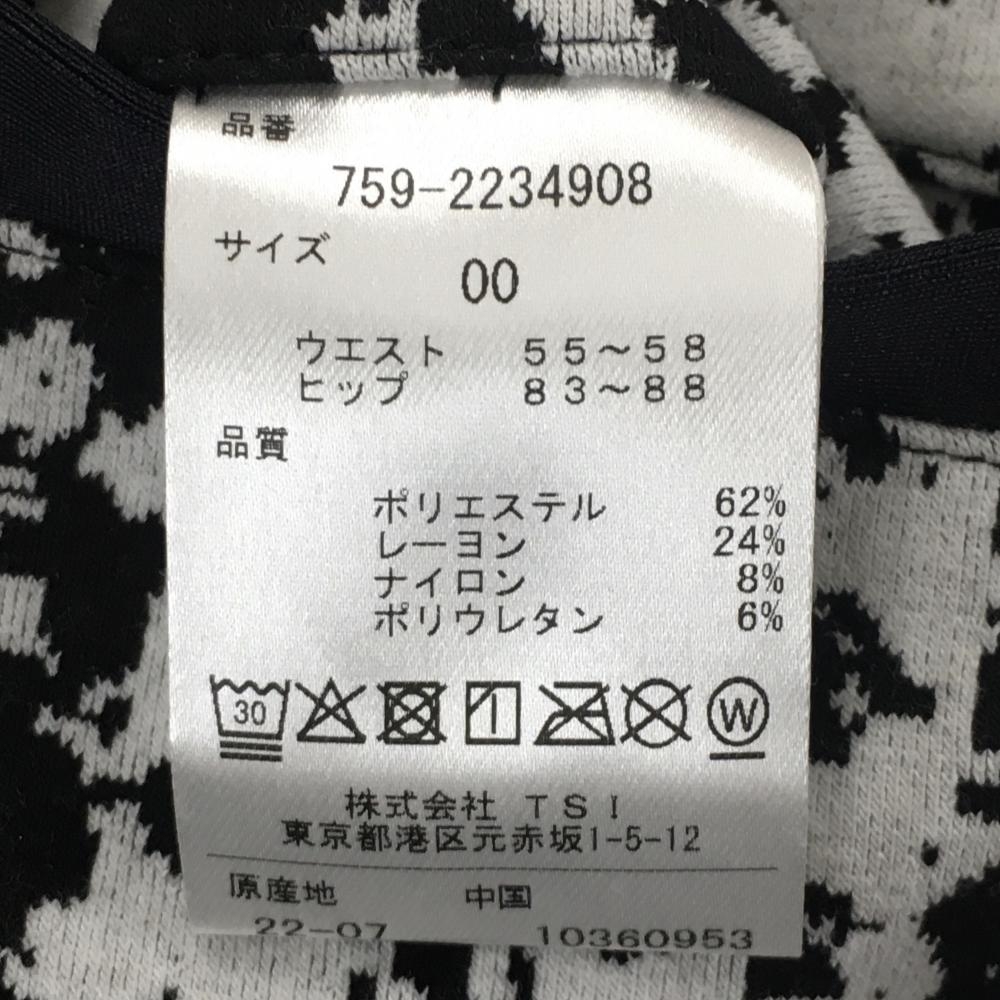 品番
759-2234908
サイズ
00
ウエスト 55～58
ヒップ 83～88
品質
ポリエステル 62%
レーヨン 24%
ナイロン 8%
ポリウレタン 6%
30 W
株式会社 TSI
東京都港区元赤坂1-5-12
原産地 中国
22-07 10360953